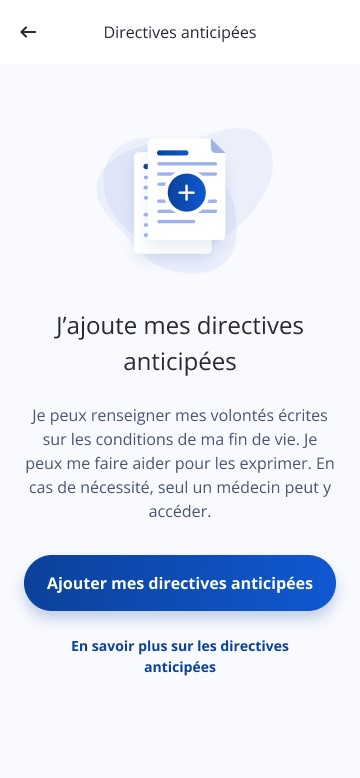 Directives anticipées
J’ajoute mes directives
anticipées
Je peux renseigner mes volontés écrites
sur les conditions de ma fin de vie. Je
peux me faire aider pour les exprimer. En
cas de nécessité, seul un médecin peut y
accéder.
Ajouter mes directives anticipées
En savoir plus sur les directives
anticipées